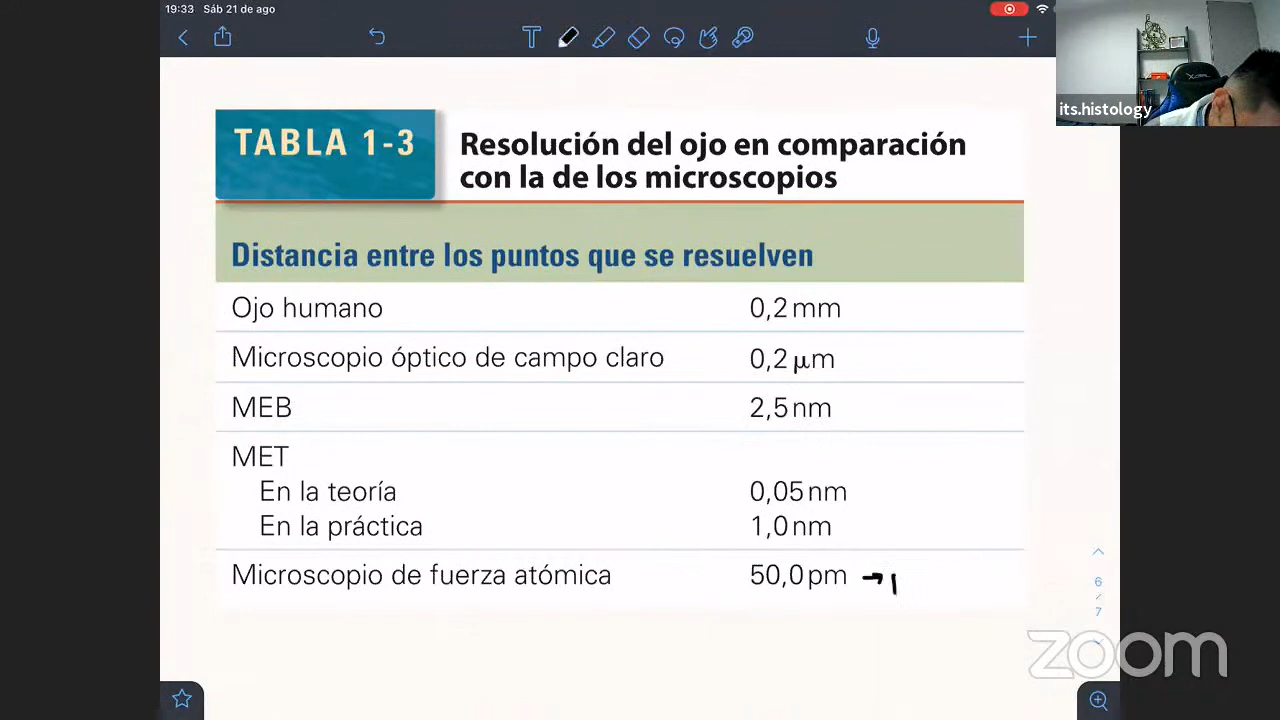 19:33 Sáb 21 de ago
its.histology
TABLA 1-3
Resolución del ojo en comparación
con la de los microscopios
Distancia entre los puntos que se resuelven
Ojo humano 0,2 mm
Microscopio óptico de campo claro 0,2 μm
MEB 2,5 nm
MET
En la teoría 0,05 nm
En la práctica 1,0 nm
Microscopio de fuerza atómica 50,0 pm →
6
/
7
zoom